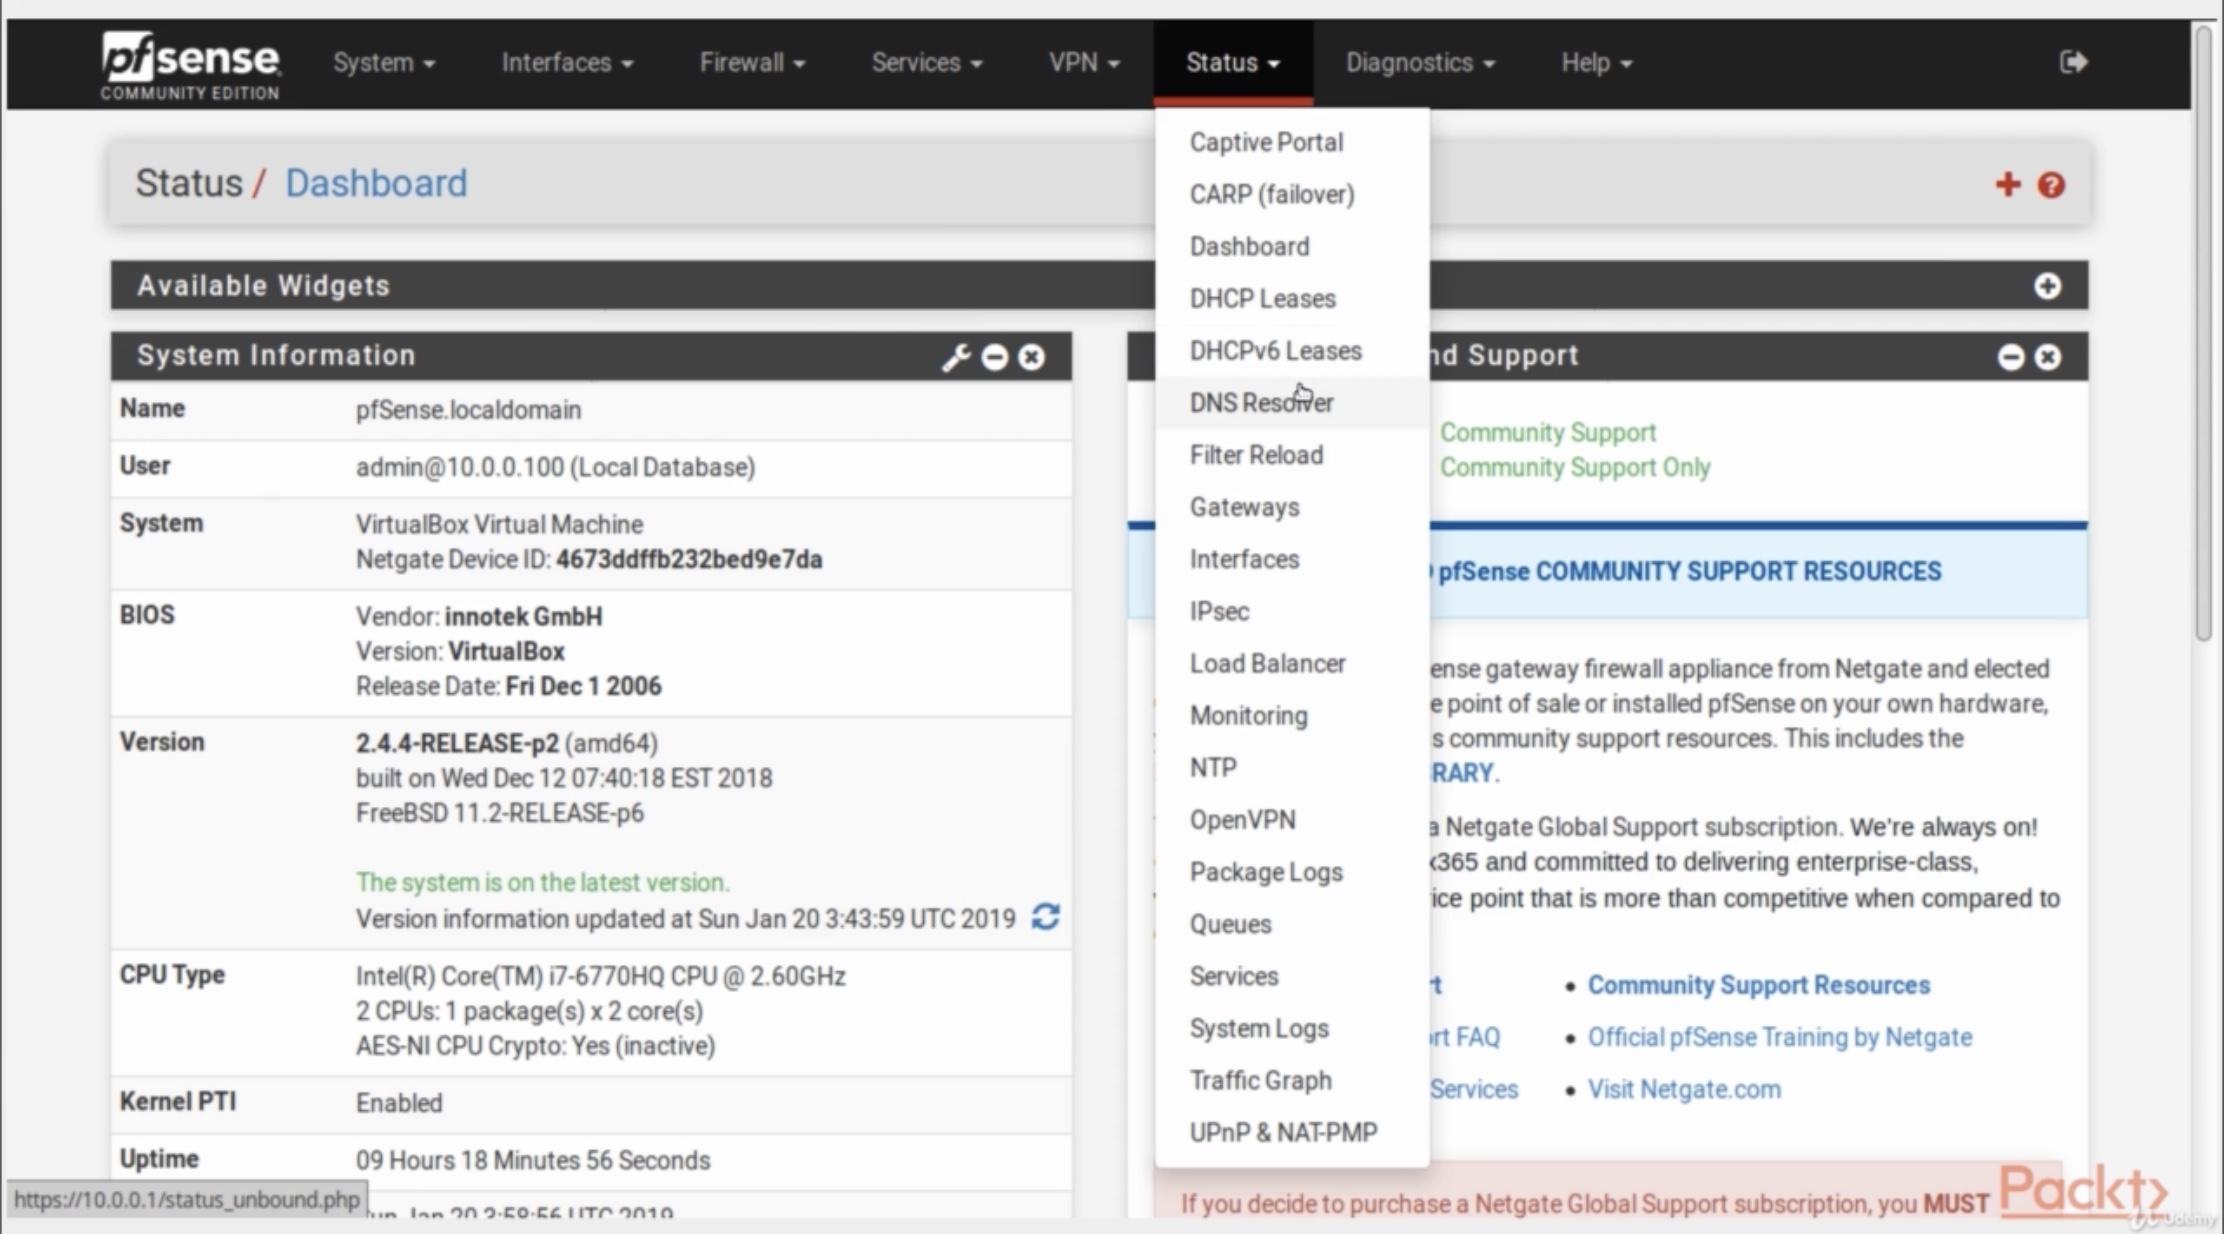 pfsense
COMMUNITY EDITION
System
Interfaces
Firewall
Services
VPN
Status
Diagnostics
Help
Status / Dashboard
Captive Portal
CARP (failover)
Dashboard
DHCP Leases
DHCPv6 Leases
DNS Resolver
Filter Reload
Gateways
Interfaces
IPsec
Load Balancer
Monitoring
NTP
OpenVPN
Package Logs
Queues
Services
System Logs
Traffic Graph
UPnP & NAT-PMP
Available Widgets
System Information
Name pfSense.localdomain
User admin@10.0.0.100 (Local Database)
System VirtualBox Virtual Machine
Netgate Device ID: 4673ddffb232bed9e7da
BIOS Vendor: innotek GmbH
Version: VirtualBox
Release Date: Fri Dec 1 2006
Version 2.4.4-RELEASE-p2 (amd64)
built on Wed Dec 12 07:40:18 EST 2018
FreeBSD 11.2-RELEASE-p6
The system is on the latest version.
Version information updated at Sun Jan 20 3:43:59 UTC 2019
CPU Type Intel(R) Core(TM) i7-6770HQ CPU @ 2.60GHz
2 CPUs: 1 package(s) x 2 core(s)
AES-NI CPU Crypto: Yes (inactive)
Kernel PTI Enabled
Uptime 09 Hours 18 Minutes 56 Seconds
Jan 20 3:58:56 UTC 2019
https://10.0.0.1/status_unbound.php
nd Support
Community Support
Community Support Only
pfSense COMMUNITY SUPPORT RESOURCES
ense gateway firewall appliance from Netgate and elected
e point of sale or installed pfSense on your own hardware,
s community support resources. This includes the
RARY.
a Netgate Global Support subscription. We're always on!
x365 and committed to delivering enterprise-class,
ice point that is more than competitive when compared to
rt
Community Support Resources
rt FAQ
Official pfSense Training by Netgate
Services
Visit Netgate.com
If you decide to purchase a Netgate Global Support subscription, you MUST
Packt
Udemy